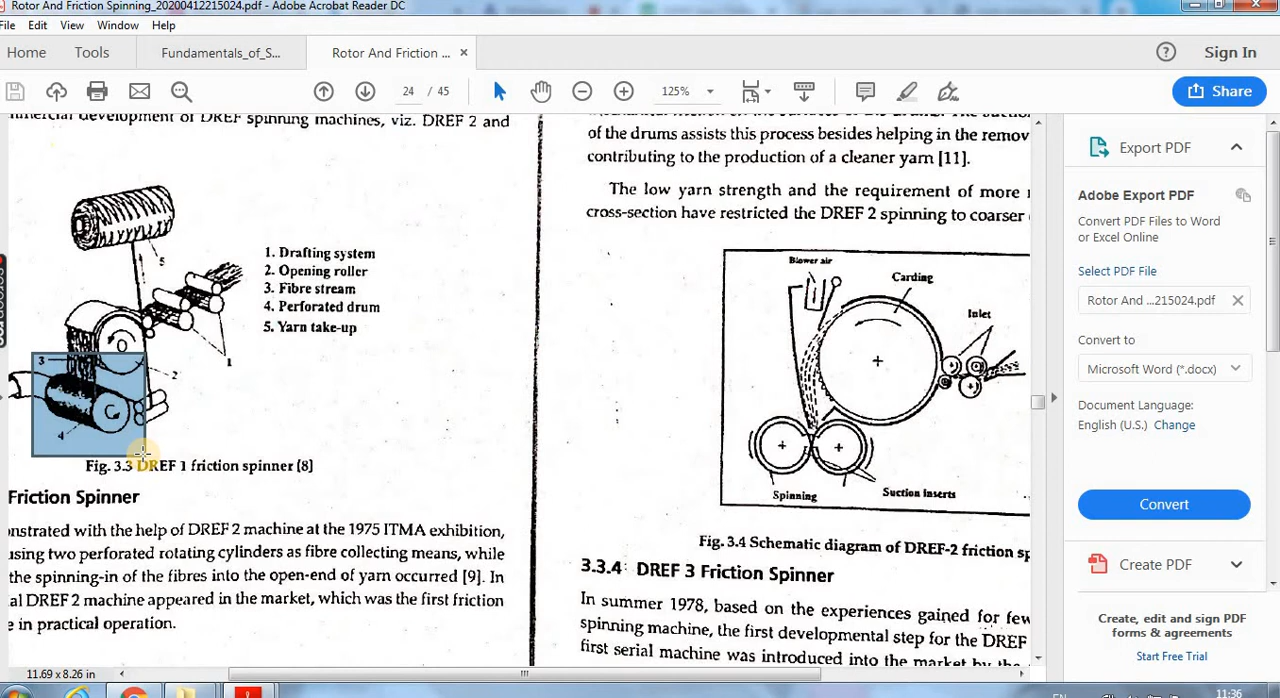 Rotor And Friction Spinning_20200412215024.pdf - Adobe Acrobat Reader DC
File Edit View Window Help
Home Tools Fundamentals_of_S... Rotor And Friction ... × Sign In
24 / 45 125% Share
mmercial development of DREF spinning machines, viz. DREF 2 and
5
1. Drafting system
2. Opening roller
3. Fibre stream
4. Perforated drum
5. Yarn take-up
1
3
2
4
Fig. 3.3 DREF 1 friction spinner [8]
Friction Spinner
nstrated with the help of DREF 2 machine at the 1975 ITMA exhibition,
using two perforated rotating cylinders as fibre collecting means, while
the spinning-in of the fibres into the open-end of yarn occurred [9]. In
al DREF 2 machine appeared in the market, which was the first friction
e in practical operation.
of the drums assists this process besides helping in the remov
contributing to the production of a cleaner yarn [11].
The low yarn strength and the requirement of more
cross-section have restricted the DREF 2 spinning to coarser
Blower air
Carding
Inlet
Spinning
Suction Inserts
Fig. 3.4 Schematic diagram of DREF-2 friction sp
3.3.4: DREF 3 Friction Spinner
In summer 1978, based on the experiences gained for few
spinning machine, the first developmental step for the DREF
first serial machine was introduced into the market by the
Export PDF
Adobe Export PDF
Convert PDF Files to Word
or Excel Online
Select PDF File
Rotor And ...215024.pdf
Convert to
Microsoft Word (*.docx)
Document Language:
English (U.S.) Change
Convert
Create PDF
Create, edit and sign PDF
forms & agreements
Start Free Trial
11.69 x 8.26 in
EN 11:36